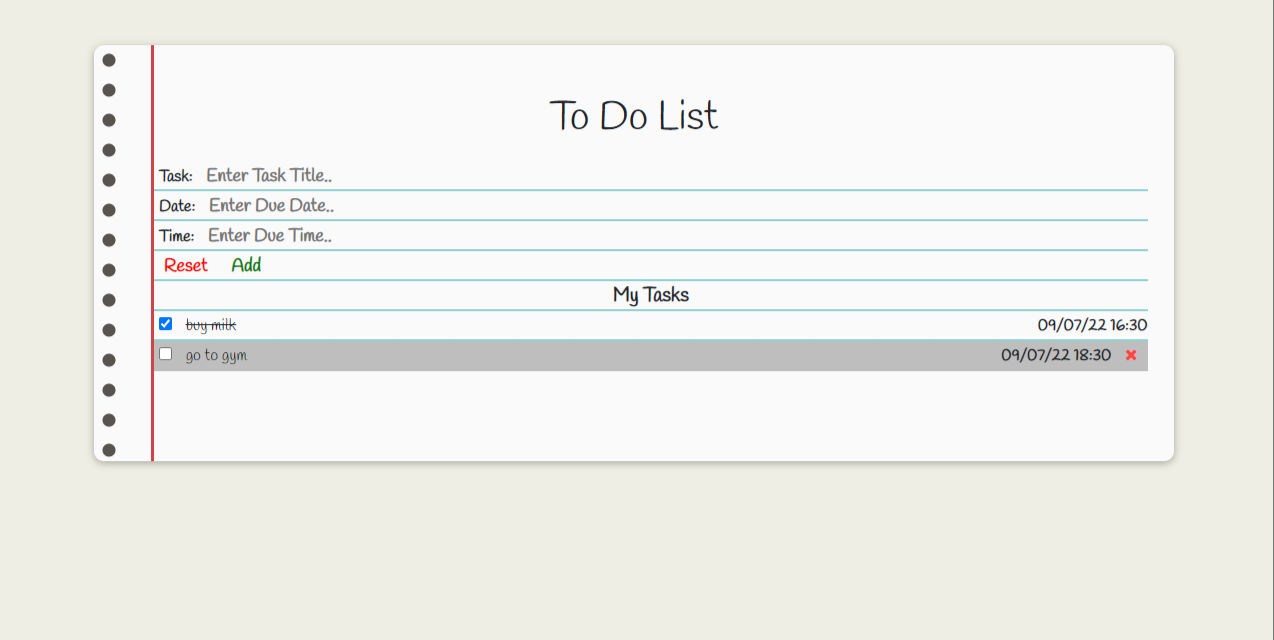 To Do List
Task: Enter Task Title..
Date: Enter Due Date..
Time: Enter Due Time..
Reset Add
My Tasks
buy milk 09/07/22 16:30
go to gym 09/07/22 18:30